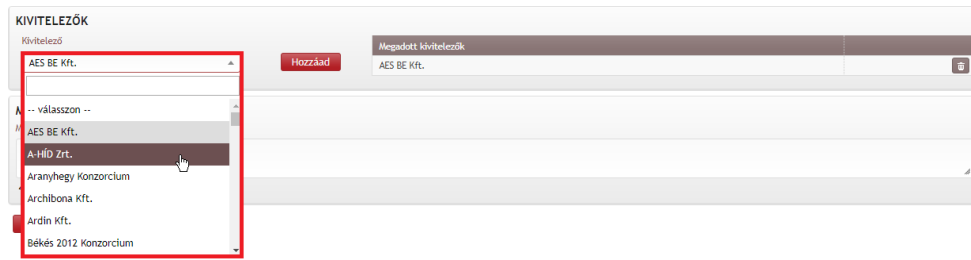 KIVITELEZŐK
Kivitelező
AES BE Kft.
Hozzáad
Megadott kivitelezők
AES BE Kft.
-- válasszon --
AES BE Kft.
A-HÍD Zrt.
Aranyhegy Konzorcium
Archibona Kft.
Ardin Kft.
Békés 2012 Konzorcium